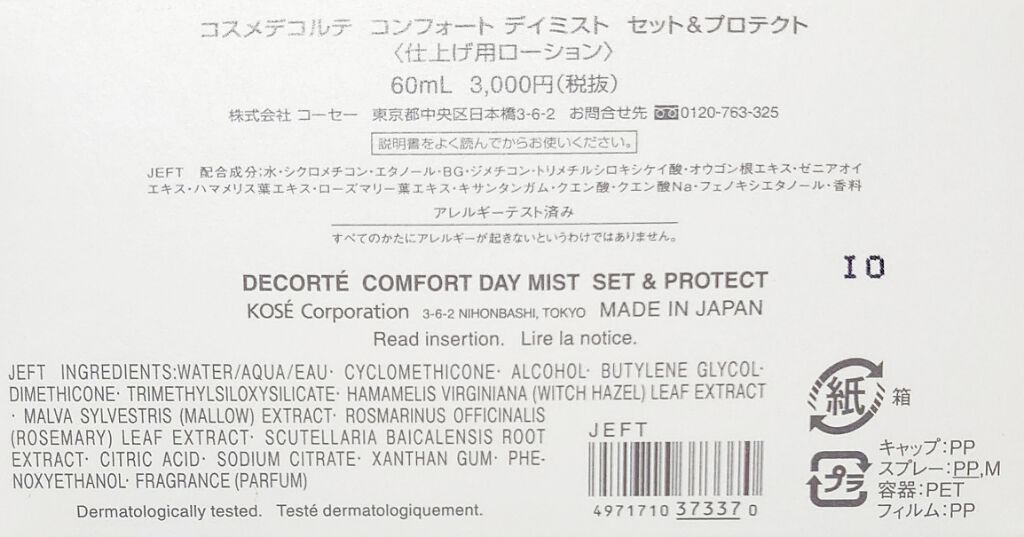 コスメデコルテ コンフォート デイミスト セット&プロテクト
〈仕上げ用ローション〉
60mL 3,000円(税抜)
株式会社 コーセー 東京都中央区日本橋3-6-2 お問合せ先 0120-763-325
説明書をよく読んでからお使いください。
JEFT 配合成分:水・シクロメチコン・エタノール・BG・ジメチコン・トリメチルシロキシケイ酸・オウゴン根エキス・ゼニアオイ
エキス・ハマメリス葉エキス・ローズマリー葉エキス・キサンタンガム・クエン酸・クエン酸Na・フェノキシエタノール・香料
アレルギーテスト済み
すべてのかたにアレルギーが起きないというわけではありません。
IO
DECORTÉ COMFORT DAY MIST SET & PROTECT
KOSÉ Corporation 3-6-2 NIHONBASHI, TOKYO MADE IN JAPAN
Read insertion. Lire la notice.
JEFT INGREDIENTS:WATER/AQUA/EAU· CYCLOMETHICONE· ALCOHOL· BUTYLENE GLYCOL·
DIMETHICONE· TRIMETHYLSILOXYSILICATE· HAMAMELIS VIRGINIANA (WITCH HAZEL) LEAF EXTRACT
· MALVA SYLVESTRIS (MALLOW) EXTRACT· ROSMARINUS OFFICINALIS
(ROSEMARY) LEAF EXTRACT· SCUTELLARIA BAICALENSIS ROOT
EXTRACT· CITRIC ACID· SODIUM CITRATE· XANTHAN GUM· PHE-
NOXYETHANOL· FRAGRANCE (PARFUM)
Dermatologically tested. Testé dermatologiquement.
JEFT
4971710 373370
紙 箱
プラ
キャップ:PP
スプレー:PP,M
容器:PET
フィルム:PP